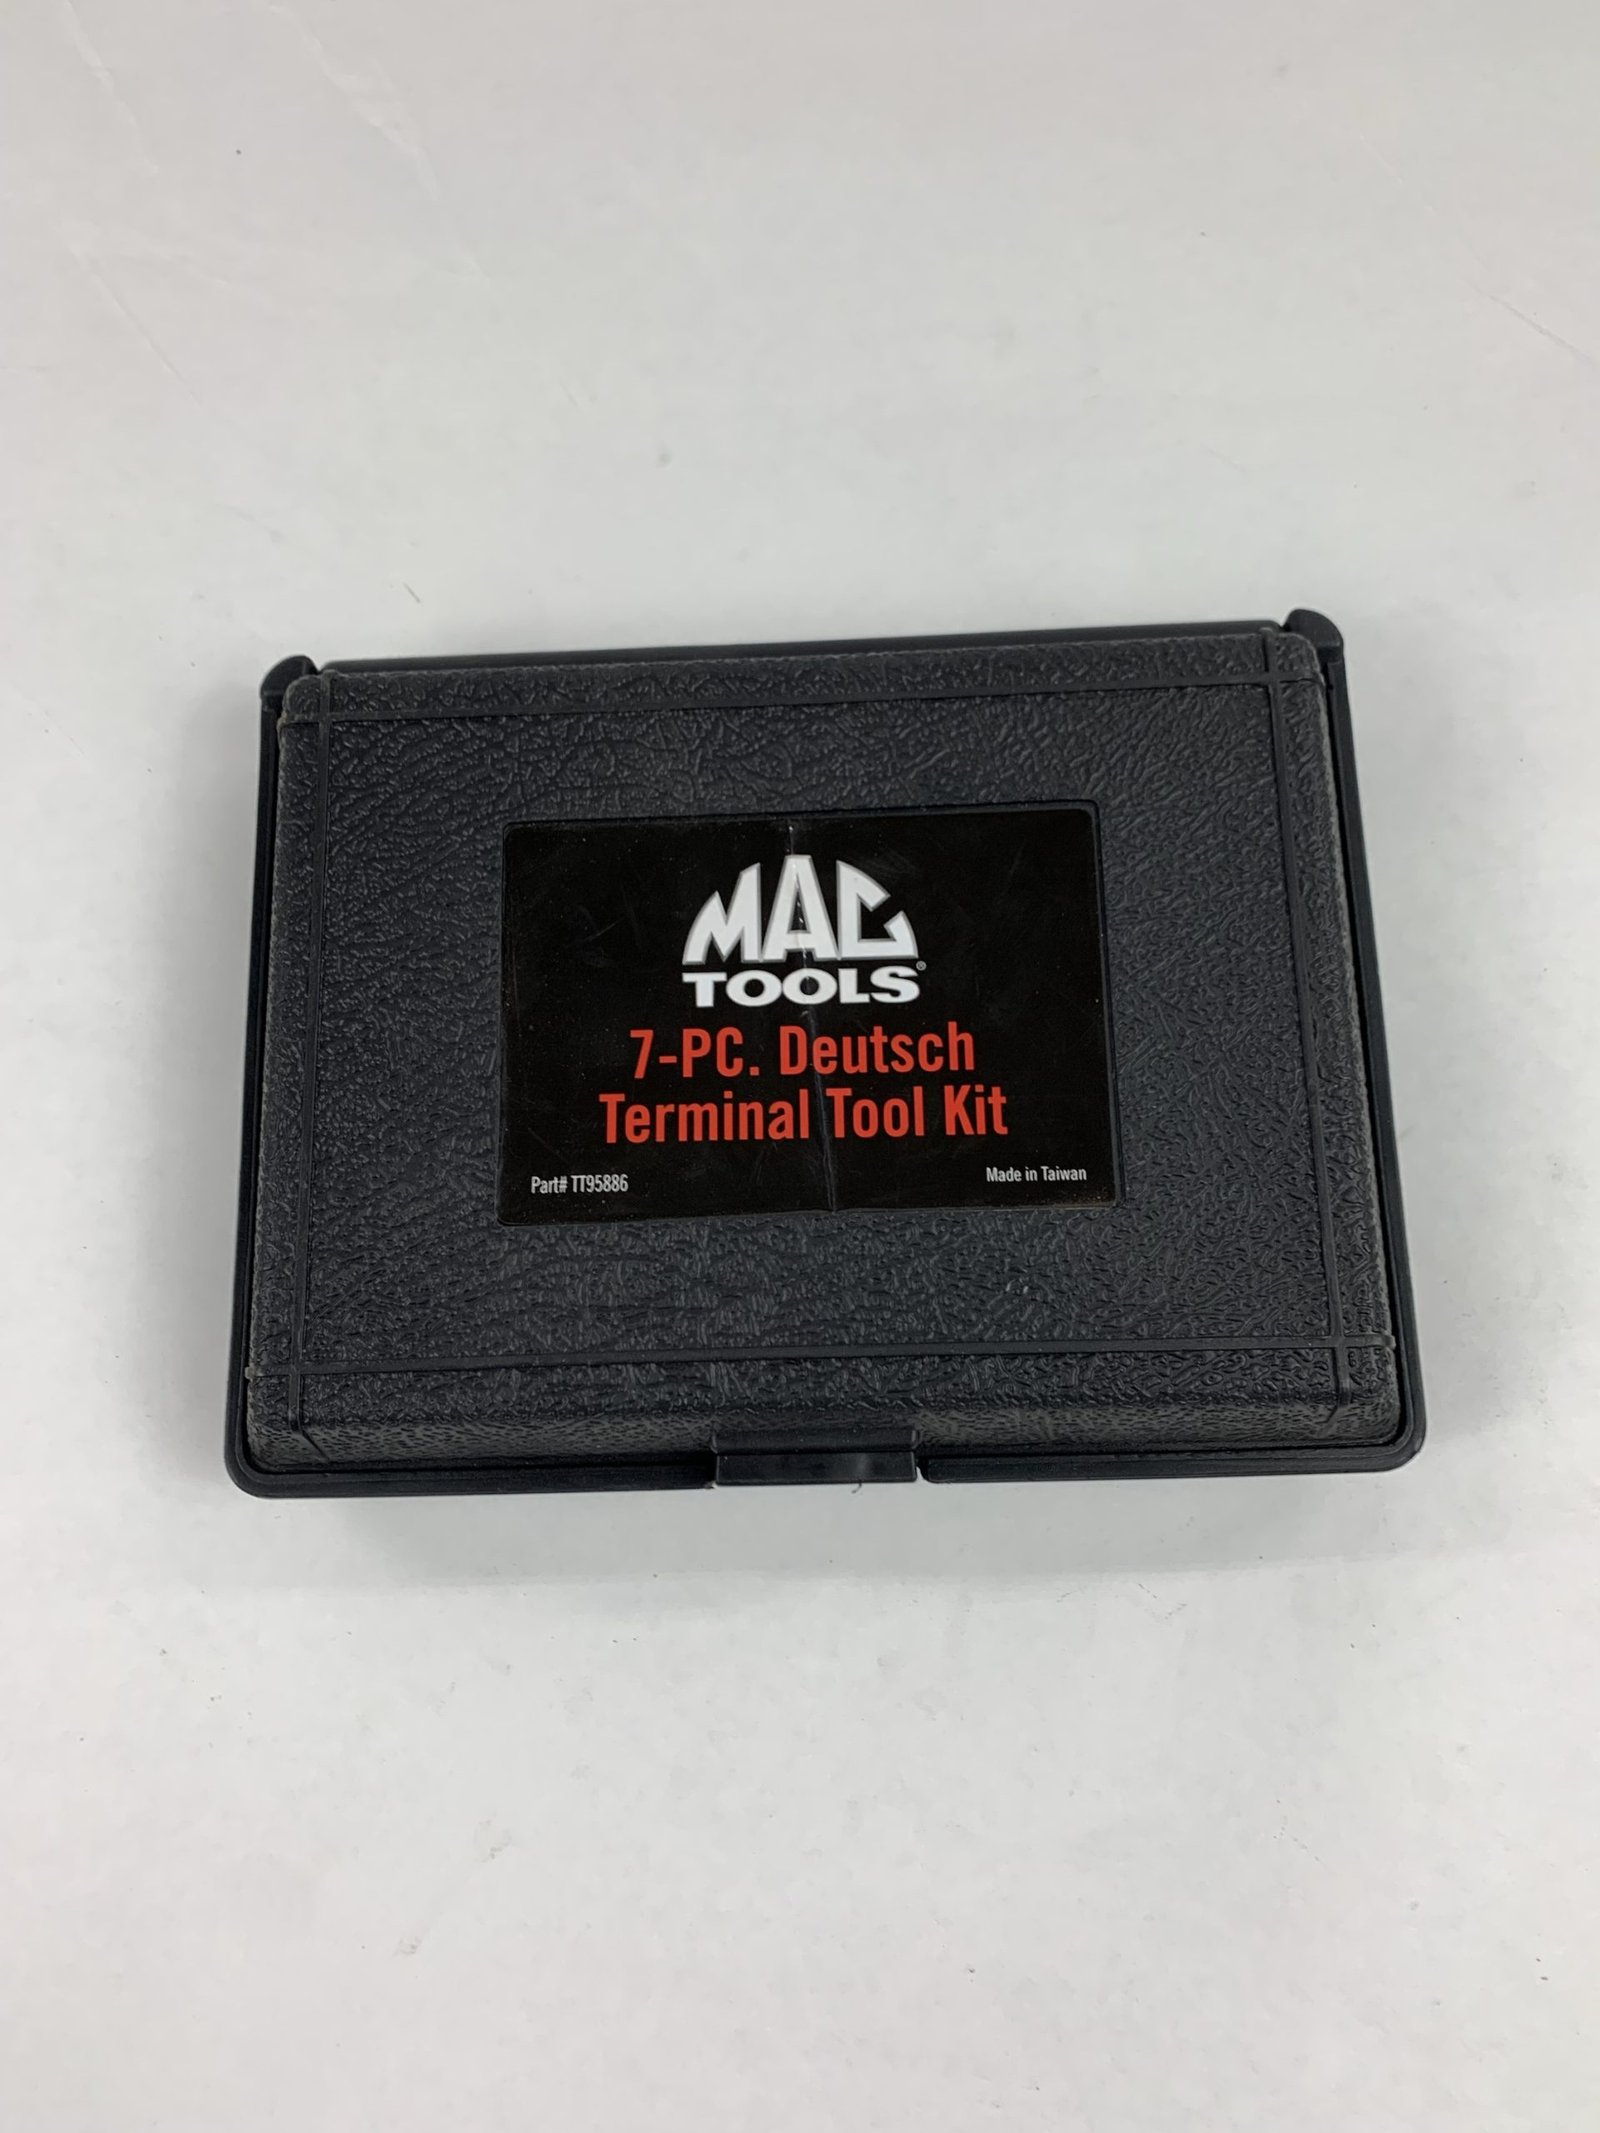 MAC
TOOLS®
7-PC. Deutsch
Terminal Tool Kit
Part# TT95886
Made in Taiwan